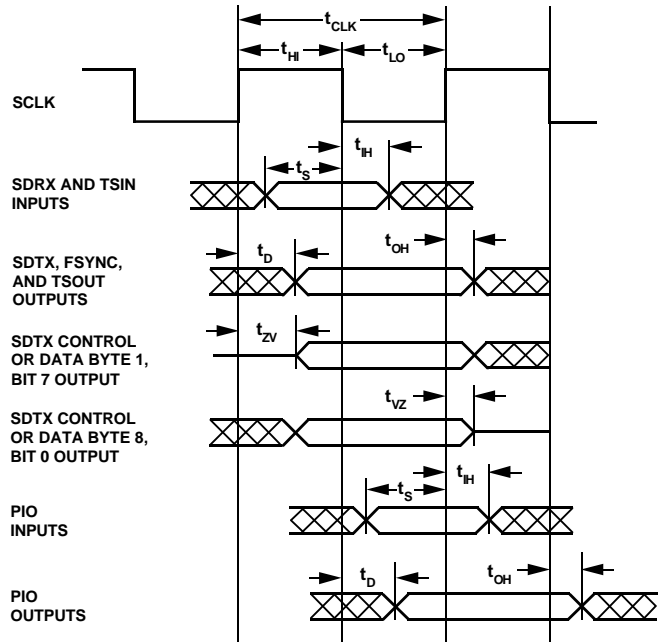 tCLK
tHI
tLO
SCLK
tIH
tS
SDRX AND TSIN
INPUTS
tD
tOH
SDTX, FSYNC,
AND TSOUT
OUTPUTS
tZV
SDTX CONTROL
OR DATA BYTE 1,
BIT 7 OUTPUT
tVZ
SDTX CONTROL
OR DATA BYTE 8,
BIT 0 OUTPUT
tIH
tS
PIO
INPUTS
tD
tOH
PIO
OUTPUTS